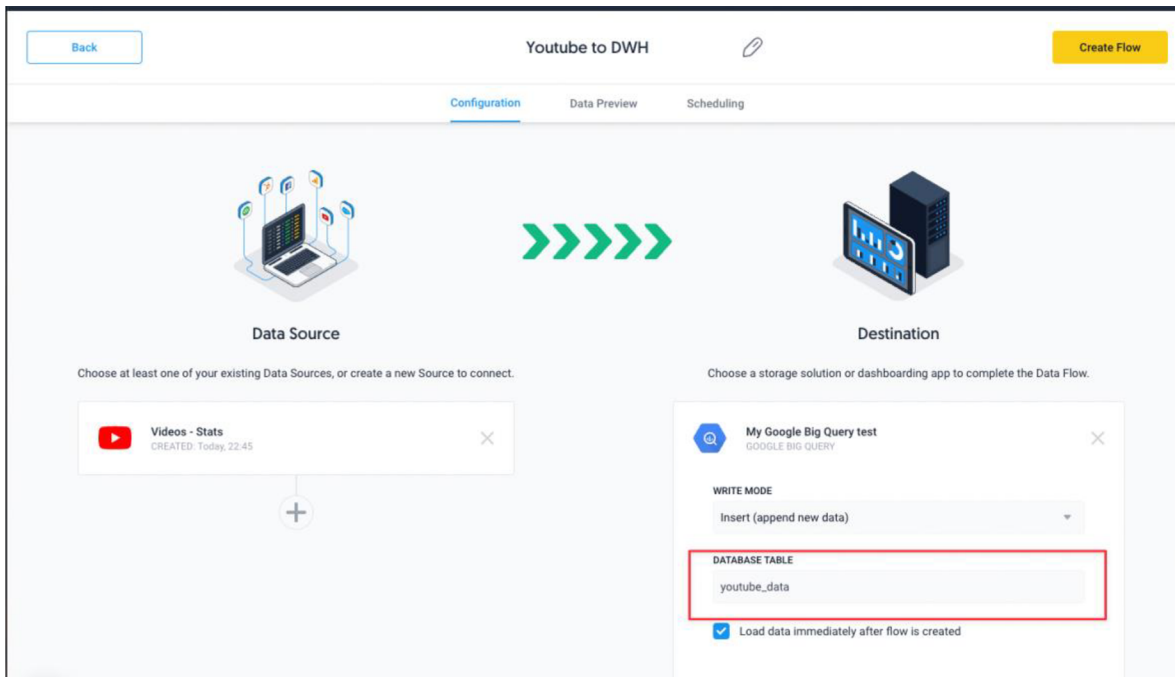 Back
Youtube to DWH
Create Flow
Configuration
Data Preview
Scheduling
Data Source
Choose at least one of your existing Data Sources, or create a new Source to connect.
Videos - Stats
CREATED: Today, 22:45
Destination
Choose a storage solution or dashboarding app to complete the Data Flow.
My Google Big Query test
GOOGLE BIG QUERY
WRITE MODE
Insert (append new data)
DATABASE TABLE
youtube_data
Load data immediately after flow is created